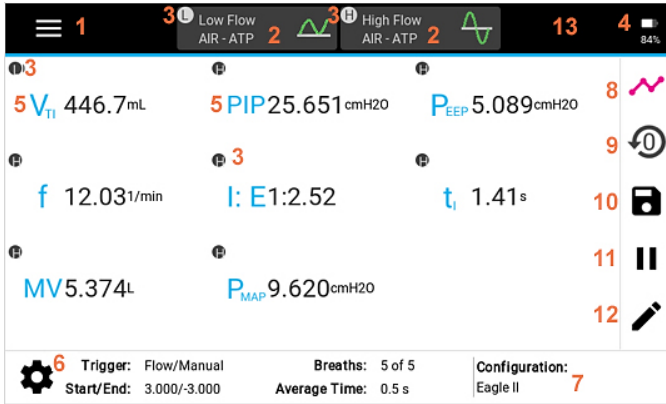 1
3 L Low Flow
AIR - ATP 2
3 H High Flow
AIR - ATP 2
13
4
84%
3
5 VTI 446.7mL
H
5 PIP 25.651cmH2O
H
PEEP 5.089cmH2O
8
H
f 12.031/min
H 3
I: E 1:2.52
H
tI 1.41s
9
0
10
H
MV 5.374L
H
PMAP 9.620cmH2O
11
12
6 Trigger: Flow/Manual
Start/End: 3.000/-3.000
Breaths: 5 of 5
Average Time: 0.5 s
Configuration:
Eagle II 7